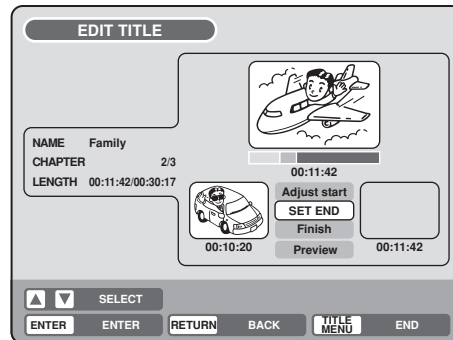 EDIT TITLE
NAME Family
CHAPTER 2/3
LENGTH 00:11:42/00:30:17
00:11:42
Adjust start
SET END
Finish
Preview
00:10:20
00:11:42
SELECT
ENTER ENTER RETURN BACK TITLE MENU END